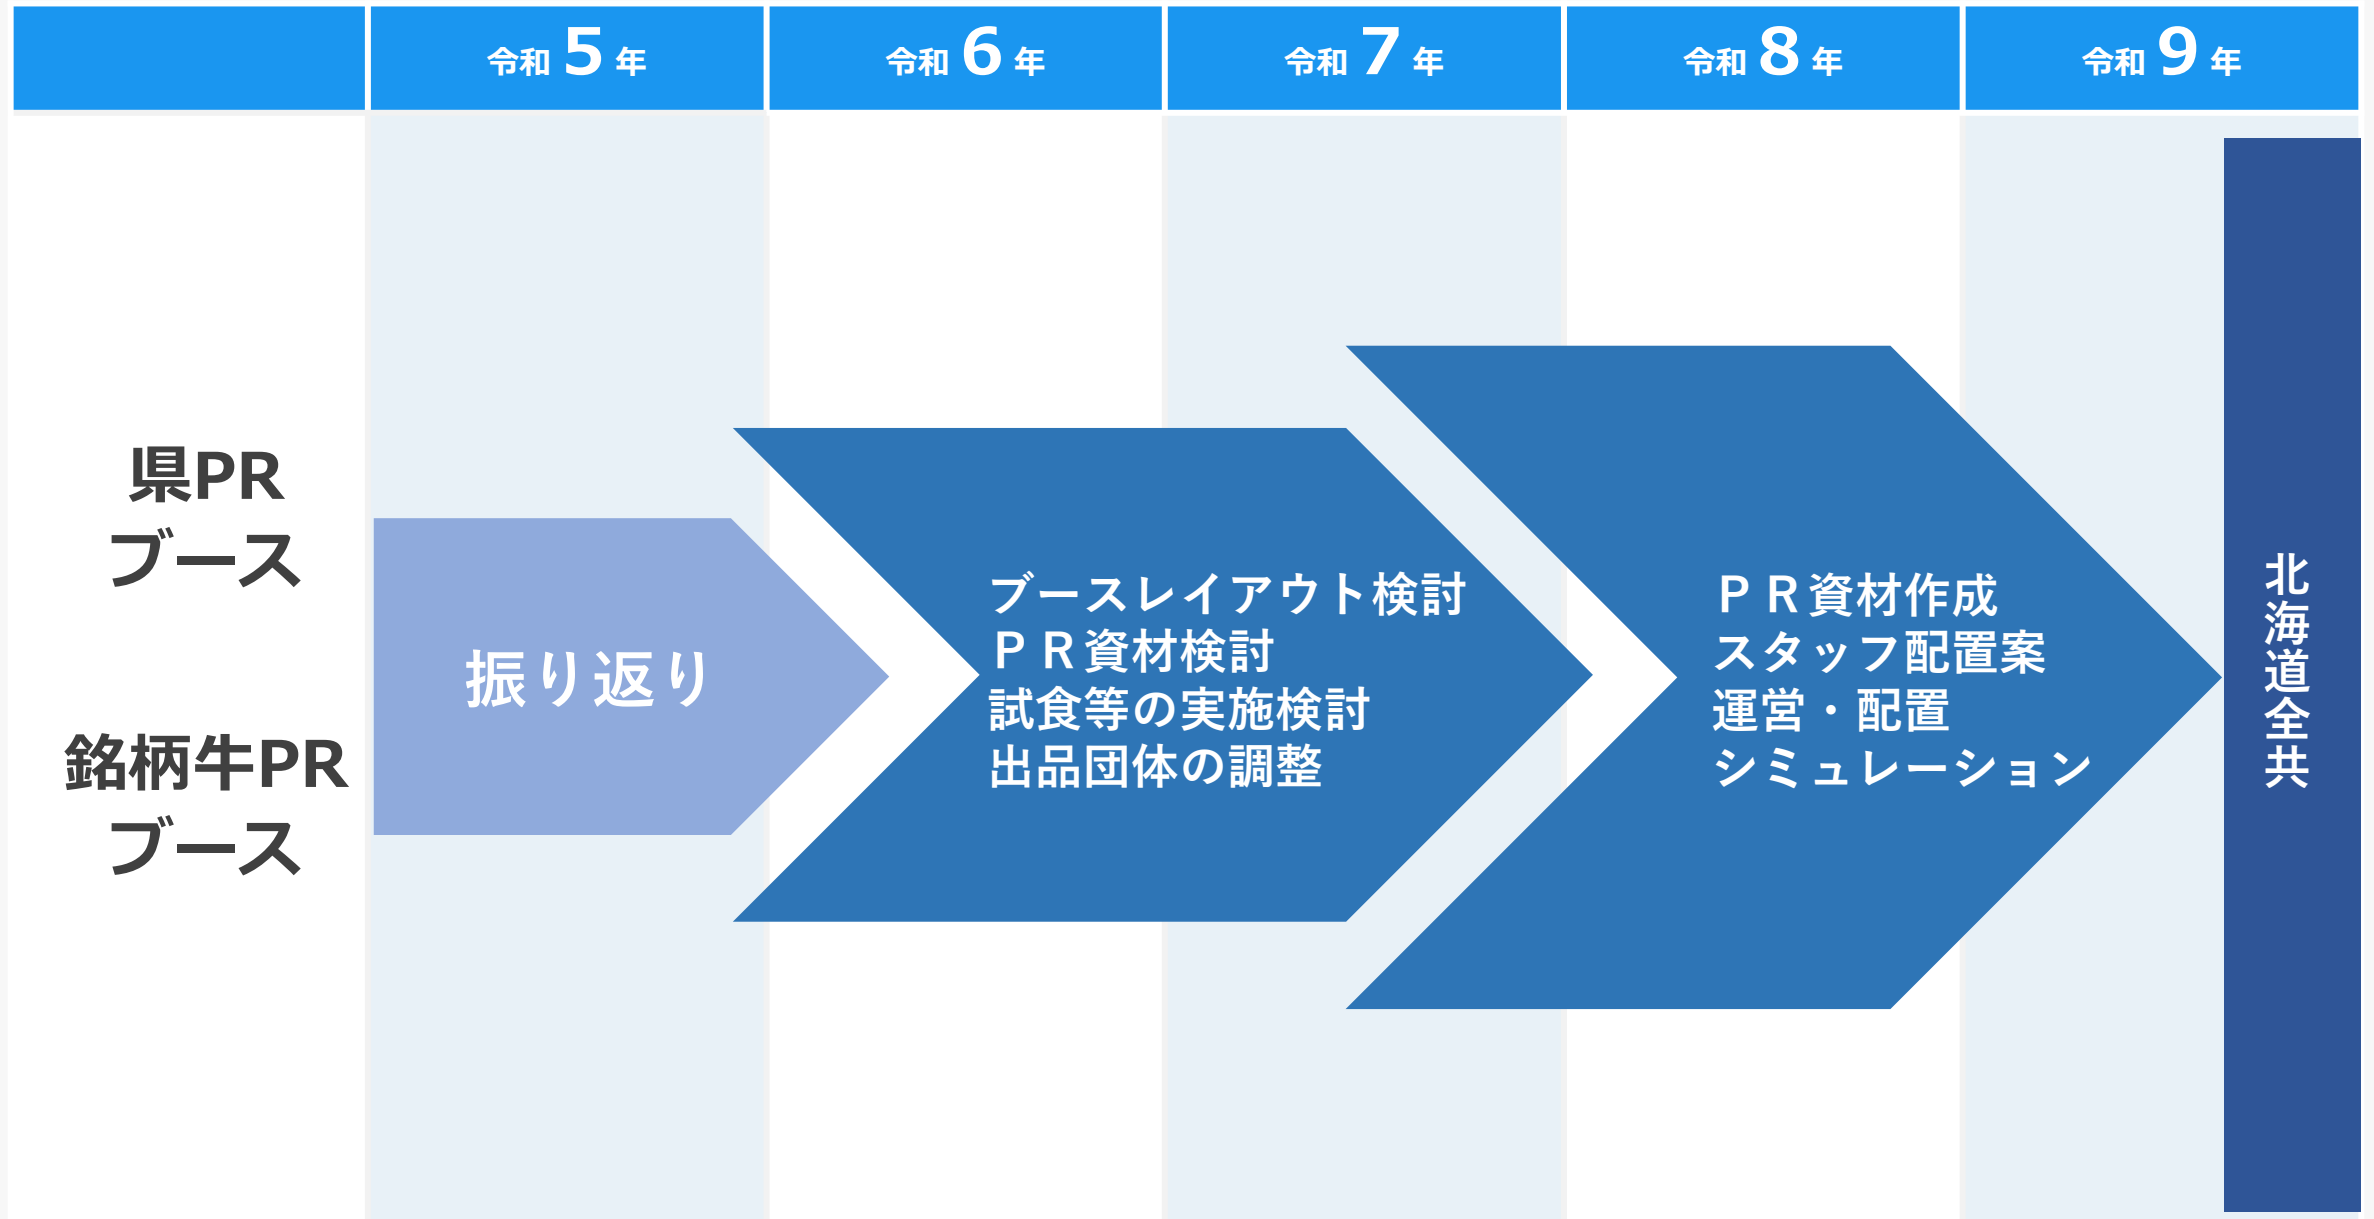 令和5年
令和6年
令和7年
令和8年
令和9年
県PR
ブース
銘柄牛PR
ブース
振り返り
ブースレイアウト検討
ＰＲ資材検討
試食等の実施検討
出品団体の調整
ＰＲ資材作成
スタッフ配置案
運営・配置
シミュレーション
北海道全共